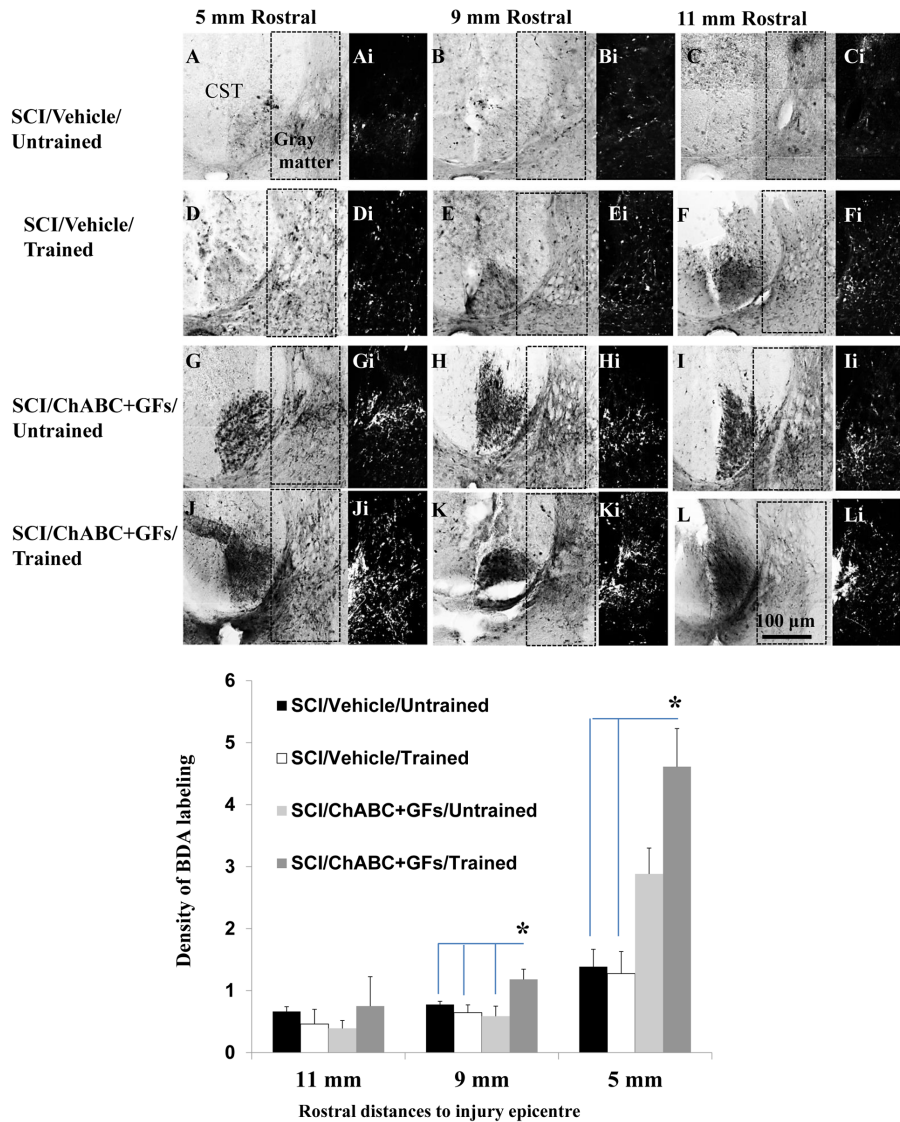 5 mm Rostral 9 mm Rostral 11 mm Rostral
SCI/Vehicle/
Untrained
A Ai B Bi C Ci
CST
Gray
matter
SCI/Vehicle/
Trained
D Di E Ei F Fi
SCI/ChABC+GFs/
Untrained
G Gi H Hi I Ii
SCI/ChABC+GFs/
Trained
J Ji K Ki L Li
100 µm
Density of BDA labeling
6
5
4
3
2
1
0
SCI/Vehicle/Untrained
SCI/Vehicle/Trained
SCI/ChABC+GFs/Untrained
SCI/ChABC+GFs/Trained
*
*
11 mm 9 mm 5 mm
Rostral distances to injury epicentre